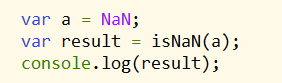 var a = NaN;
var result = isNaN(a);
console.log(result);